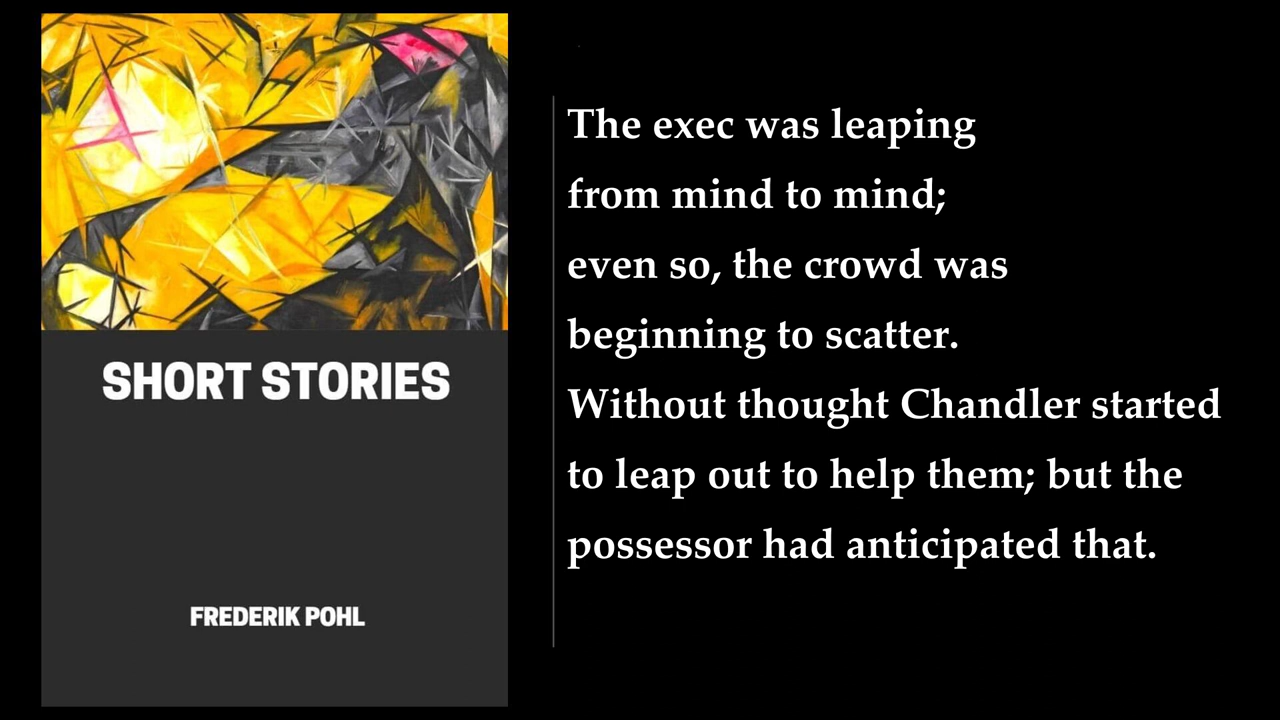 SHORT STORIES
FREDERIK POHL
The exec was leaping
from mind to mind;
even so, the crowd was
beginning to scatter.
Without thought Chandler started
to leap out to help them; but the
possessor had anticipated that.